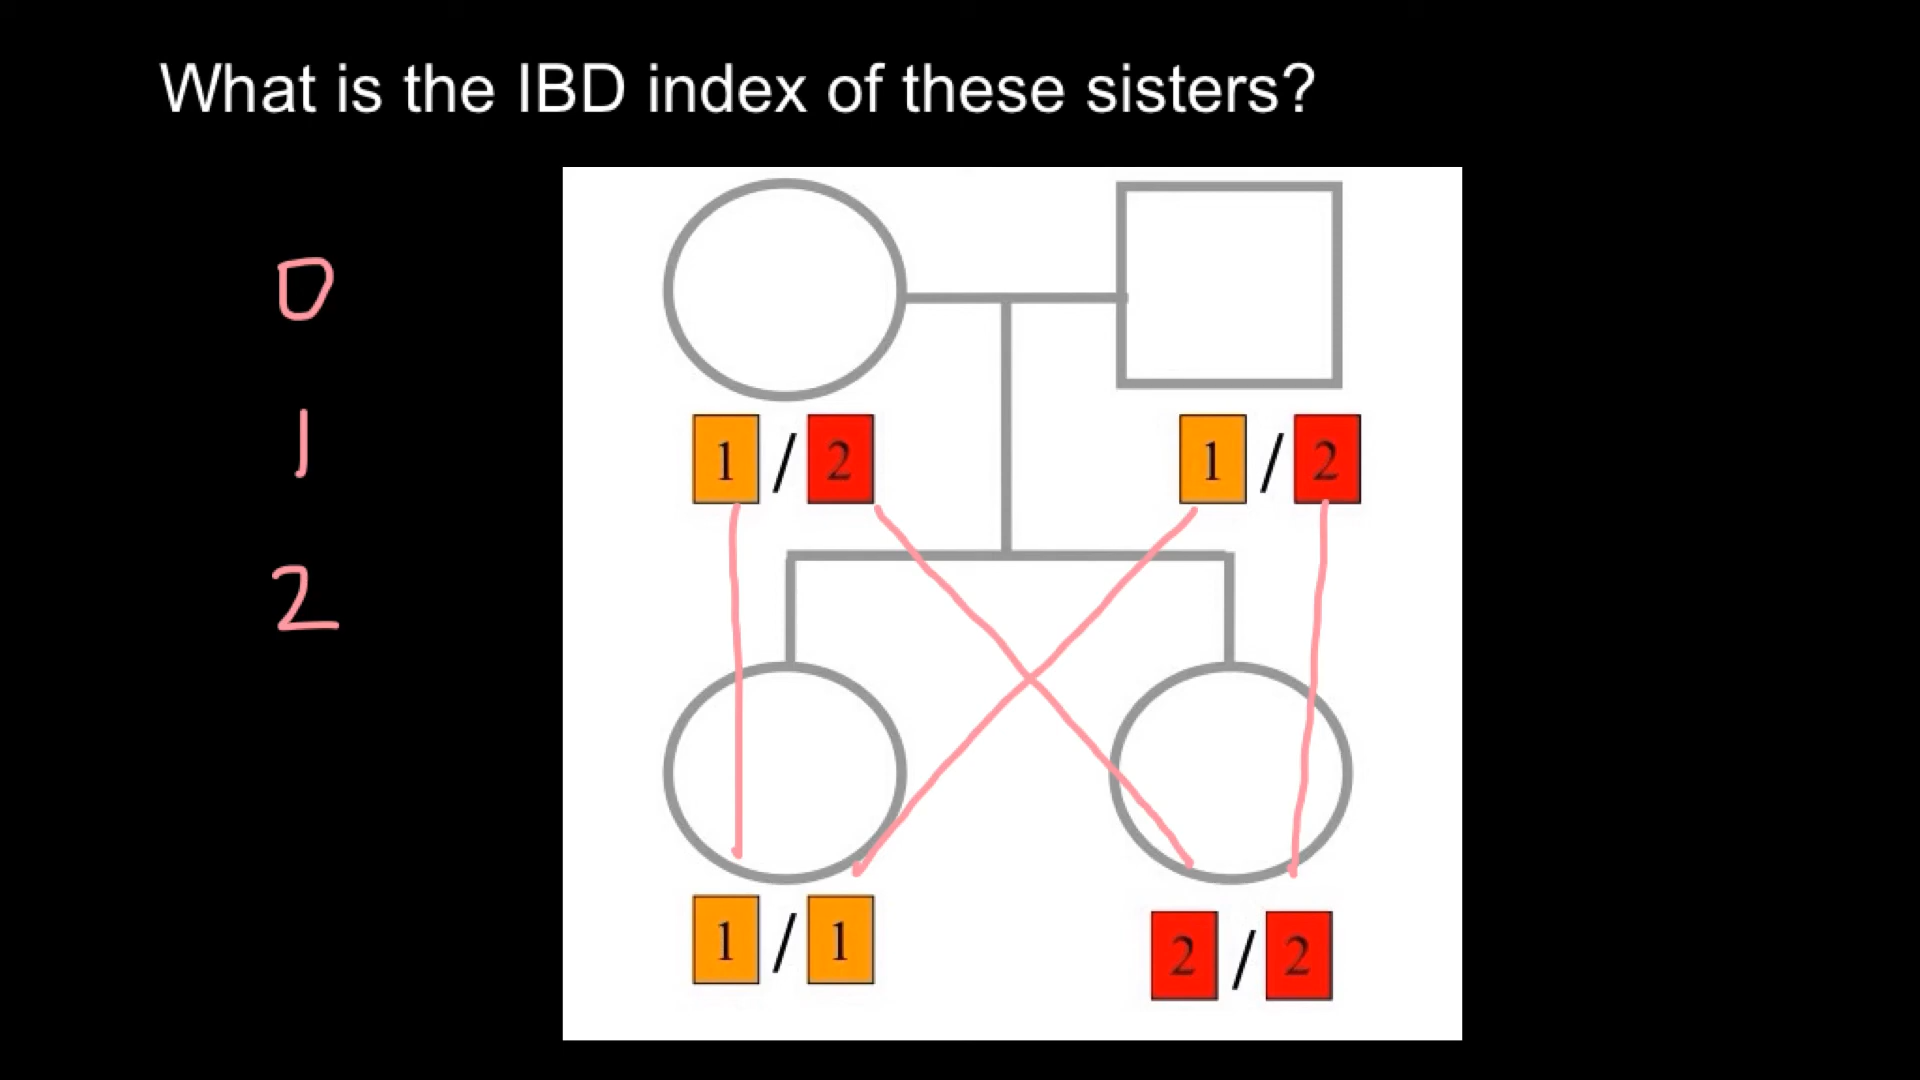 What is the IBD index of these sisters?
0
1
2
1 / 2
1 / 2
1 / 1
2 / 2